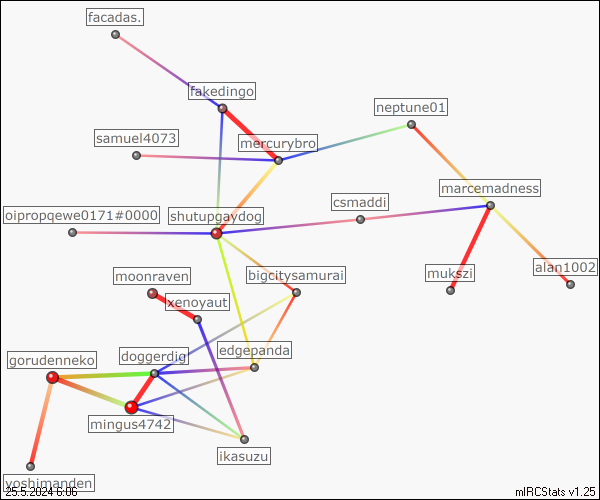 facadas.
fakedingo
neptune01
samuel4073
mercurybro
marcemadness
csmaddi
oipropqewe0171#0000
shutupgaydog
moonraven
bigcitysamurai
mukszi
alan1002
xenoyaut
gorudenneko
doggerdig
edgepanda
mingus4742
ikasuzu
yoshimanden
25.5.2024 6:06
mIRCStats v1.25